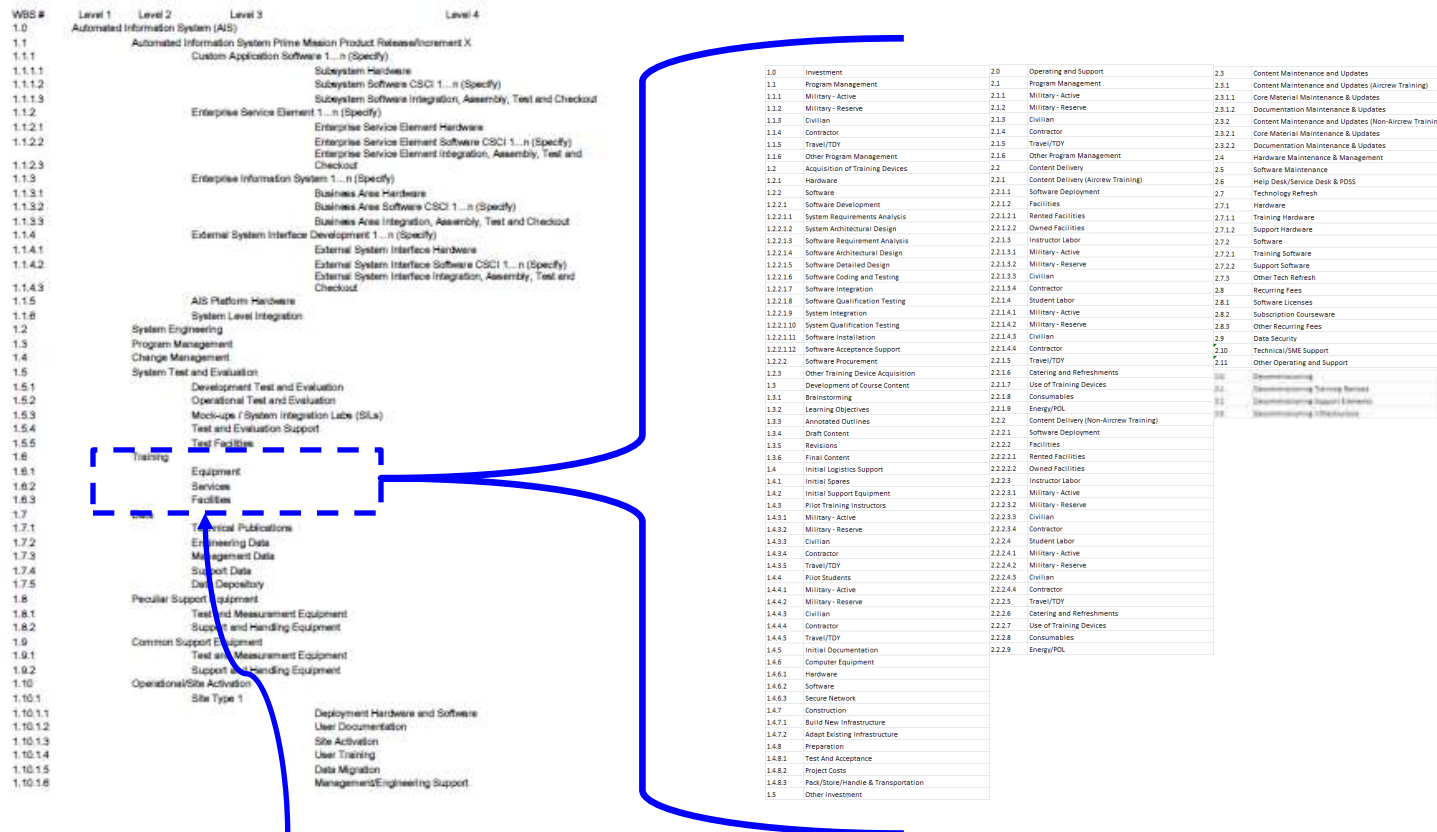 WBS # Level 1 Level 2 Level 3 Level 4
1.0 Automated Information System (AIS)
1.1 Automated Information System Prime Mission Product Release/Increment X
1.1.1 Custom Application Software 1...n (Specify)
1.1.1.1 Subsystem Hardware
1.1.1.2 Subsystem Software CSCI 1...n (Specify)
1.1.1.3 Subsystem Software Integration, Assembly, Test and Checkout
1.1.2 Enterprise Service Element 1...n (Specify)
1.1.2.1 Enterprise Service Element Hardware
1.1.2.2 Enterprise Service Element Software CSCI 1...n (Specify)
Enterprise Service Element Integration, Assembly, Test and
1.1.2.3 Checkout
1.1.3 Enterprise Information System 1...n (Specify)
1.1.3.1 Business Area Hardware
1.1.3.2 Business Area Software CSCI 1...n (Specify)
1.1.3.3 Business Area Integration, Assembly, Test and Checkout
1.1.4 External System Interface Development 1...n (Specify)
1.1.4.1 External System Interface Hardware
1.1.4.2 External System Interface Software CSCI 1...n (Specify)
External System Interface Integration, Assembly, Test and
1.1.4.3 Checkout
1.1.5 AIS Platform Hardware
1.1.6 System Level Integration
1.2 System Engineering
1.3 Program Management
1.4 Change Management
1.5 System Test and Evaluation
1.5.1 Development Test and Evaluation
1.5.2 Operational Test and Evaluation
1.5.3 Mock-ups / System Integration Labs (SILs)
1.5.4 Test and Evaluation Support
1.5.5 Test Facilities
1.6 Training
1.6.1 Equipment
1.6.2 Services
1.6.3 Facilities
1.7 Data
1.7.1 Technical Publications
1.7.2 Engineering Data
1.7.3 Management Data
1.7.4 Support Data
1.7.5 Data Depository
1.8 Peculiar Support Equipment
1.8.1 Test and Measurement Equipment
1.8.2 Support and Handling Equipment
1.9 Common Support Equipment
1.9.1 Test and Measurement Equipment
1.9.2 Support and Handling Equipment
1.10 Operational/Site Activation
1.10.1 Site Type 1
1.10.1.1 Deployment Hardware and Software
1.10.1.2 User Documentation
1.10.1.3 Site Activation
1.10.1.4 User Training
1.10.1.5 Data Migration
1.10.1.6 Management/Engineering Support
1.0 Investment
1.1 Program Management
1.1.1 Military - Active
1.1.2 Military - Reserve
1.1.3 Civilian
1.1.4 Contractor
1.1.5 Travel/TDY
1.1.6 Other Program Management
1.2 Acquisition of Training Devices
1.2.1 Hardware
1.2.2 Software
1.2.2.1 Software Development
1.2.2.1.1 System Requirements Analysis
1.2.2.1.2 System Architectural Design
1.2.2.1.3 Software Requirement Analysis
1.2.2.1.4 Software Architectural Design
1.2.2.1.5 Software Detailed Design
1.2.2.1.6 Software Coding and Testing
1.2.2.1.7 Software Integration
1.2.2.1.8 Software Qualification Testing
1.2.2.1.9 System Integration
1.2.2.1.10 System Qualification Testing
1.2.2.1.11 Software Installation
1.2.2.1.12 Software Acceptance Support
1.2.2.2 Software Procurement
1.2.3 Other Training Device Acquisition
1.3 Development of Course Content
1.3.1 Brainstorming
1.3.2 Learning Objectives
1.3.3 Annotated Outlines
1.3.4 Draft Content
1.3.5 Revisions
1.3.6 Final Content
1.4 Initial Logistics Support
1.4.1 Initial Spares
1.4.2 Initial Support Equipment
1.4.3 Pilot Training Instructors
1.4.3.1 Military - Active
1.4.3.2 Military - Reserve
1.4.3.3 Civilian
1.4.3.4 Contractor
1.4.3.5 Travel/TDY
1.4.4 Pilot Students
1.4.4.1 Military - Active
1.4.4.2 Military - Reserve
1.4.4.3 Civilian
1.4.4.4 Contractor
1.4.4.5 Travel/TDY
1.4.5 Initial Documentation
1.4.6 Computer Equipment
1.4.6.1 Hardware
1.4.6.2 Software
1.4.6.3 Secure Network
1.4.7 Construction
1.4.7.1 Build New Infrastructure
1.4.7.2 Adapt Existing Infrastructure
1.4.8 Preparation
1.4.8.1 Test And Acceptance
1.4.8.2 Project Costs
1.4.8.3 Pack/Store/Handle & Transportation
1.5 Other Investment
2.0 Operating and Support
2.1 Program Management
2.1.1 Military - Active
2.1.2 Military - Reserve
2.1.3 Civilian
2.1.4 Contractor
2.1.5 Travel/TDY
2.1.6 Other Program Management
2.2 Content Delivery
2.2.1 Content Delivery (Aircrew Training)
2.2.1.1 Software Deployment
2.2.1.2 Facilities
2.2.1.2.1 Rented Facilities
2.2.1.2.2 Owned Facilities
2.2.1.3 Instructor Labor
2.2.1.3.1 Military - Active
2.2.1.3.2 Military - Reserve
2.2.1.3.3 Civilian
2.2.1.3.4 Contractor
2.2.1.4 Student Labor
2.2.1.4.1 Military - Active
2.2.1.4.2 Military - Reserve
2.2.1.4.3 Civilian
2.2.1.4.4 Contractor
2.2.1.5 Travel/TDY
2.2.1.6 Catering and Refreshments
2.2.1.7 Use of Training Devices
2.2.1.8 Consumables
2.2.1.9 Energy/POL
2.2.2 Content Delivery (Non-Aircrew Training)
2.2.2.1 Software Deployment
2.2.2.2 Facilities
2.2.2.2.1 Rented Facilities
2.2.2.2.2 Owned Facilities
2.2.2.3 Instructor Labor
2.2.2.3.1 Military - Active
2.2.2.3.2 Military - Reserve
2.2.2.3.3 Civilian
2.2.2.3.4 Contractor
2.2.2.4 Student Labor
2.2.2.4.1 Military - Active
2.2.2.4.2 Military - Reserve
2.2.2.4.3 Civilian
2.2.2.4.4 Contractor
2.2.2.5 Travel/TDY
2.2.2.6 Catering and Refreshments
2.2.2.7 Use of Training Devices
2.2.2.8 Consumables
2.2.2.9 Energy/POL
2.3 Content Maintenance and Updates
2.3.1 Content Maintenance and Updates (Aircrew Training)
2.3.1.1 Core Material Maintenance & Updates
2.3.1.2 Documentation Maintenance & Updates
2.3.2 Content Maintenance and Updates (Non-Aircrew Trainin
2.3.2.1 Core Material Maintenance & Updates
2.3.2.2 Documentation Maintenance & Updates
2.4 Hardware Maintenance & Management
2.5 Software Maintenance
2.6 Help Desk/Service Desk & PDSS
2.7 Technology Refresh
2.7.1 Hardware
2.7.1.1 Training Hardware
2.7.1.2 Support Hardware
2.7.2 Software
2.7.2.1 Training Software
2.7.2.2 Support Software
2.7.3 Other Tech Refresh
2.8 Recurring Fees
2.8.1 Software Licenses
2.8.2 Subscription Courseware
2.8.3 Other Recurring Fees
2.9 Data Security
2.10 Technical/SME Support
2.11 Other Operating and Support
3.0 Decommissioning
3.1 Decommissioning Training Devices
3.2 Decommissioning Support Elements
3.3 Decommissioning Infrastructure